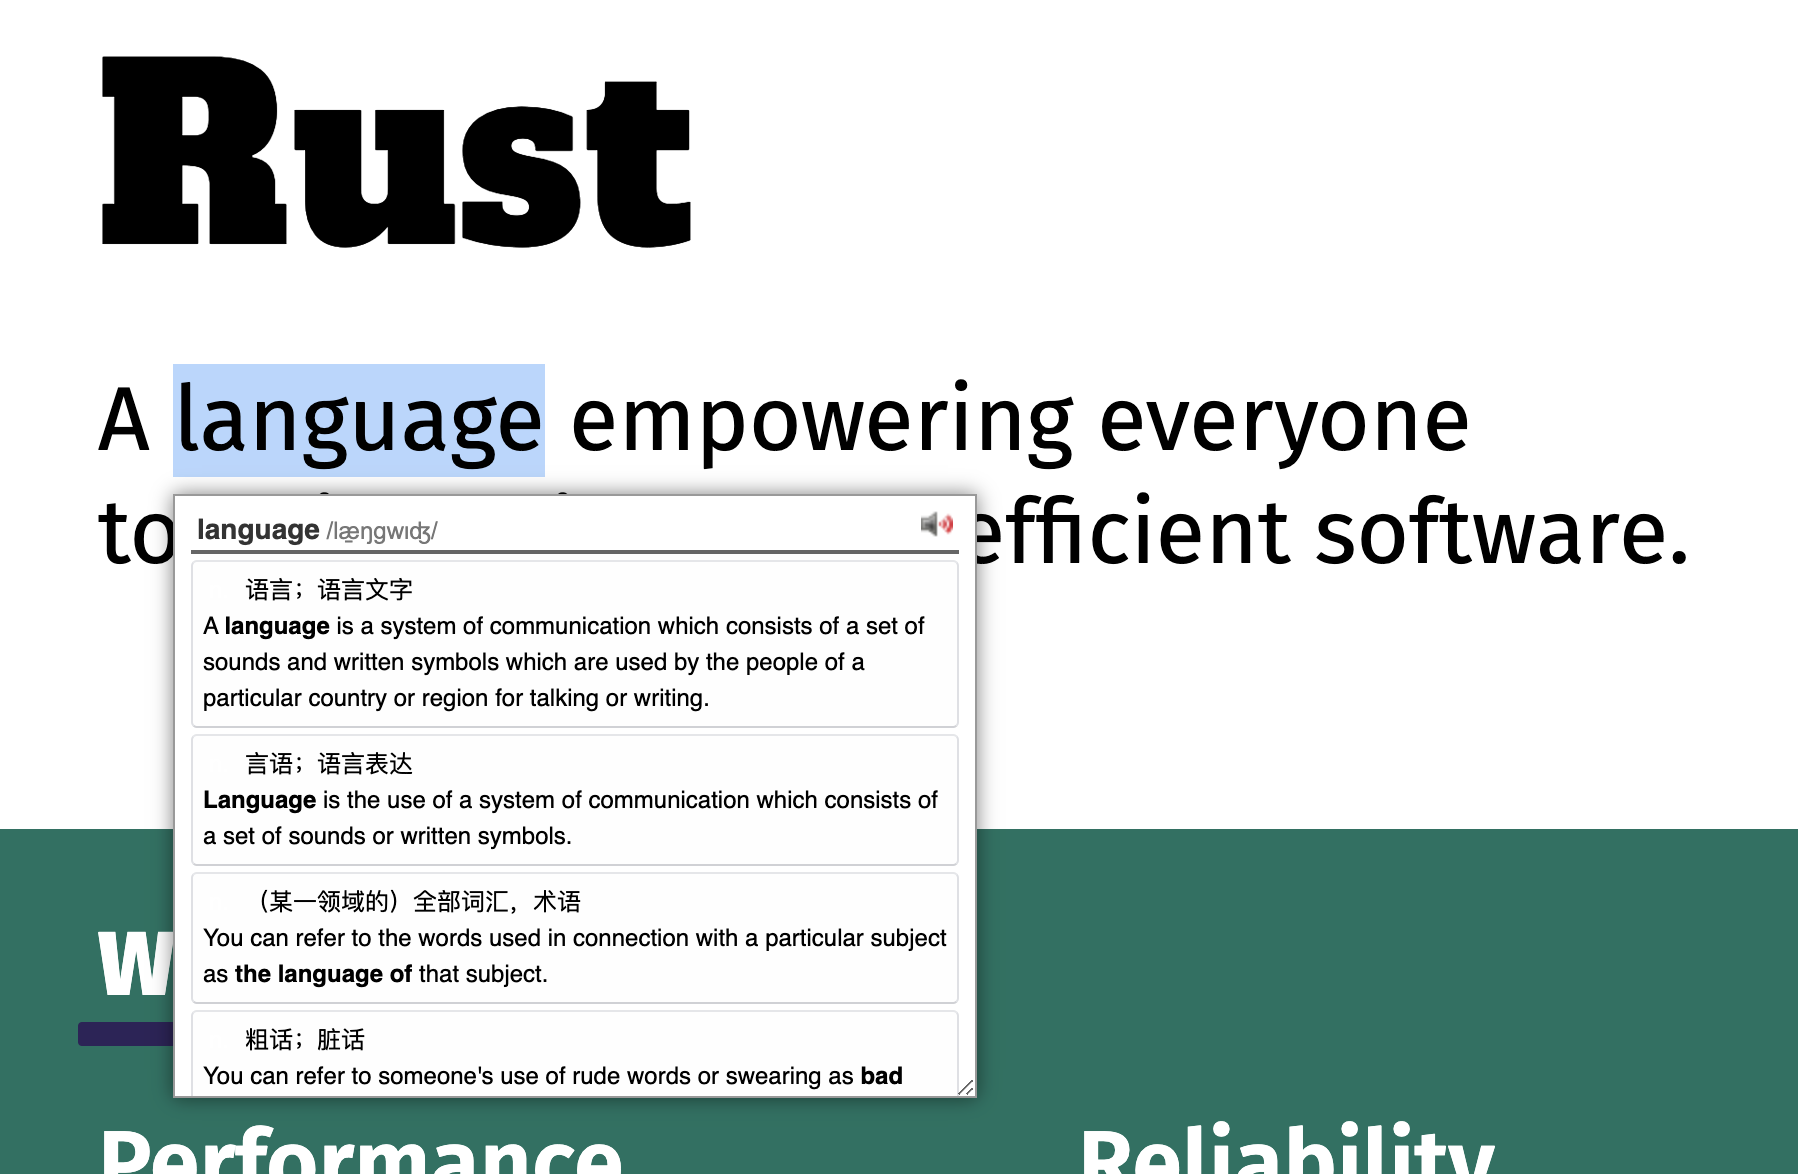 Rust
A language empowering everyone
to efficient software.
language /læŋgwɪdʒ/
语言；语言文字
A language is a system of communication which consists of a set of
sounds and written symbols which are used by the people of a
particular country or region for talking or writing.
言语；语言表达
Language is the use of a system of communication which consists of
a set of sounds or written symbols.
（某一领域的）全部词汇，术语
You can refer to the words used in connection with a particular subject
as the language of that subject.
粗话；脏话
You can refer to someone's use of rude words or swearing as bad
Performance
Reliability